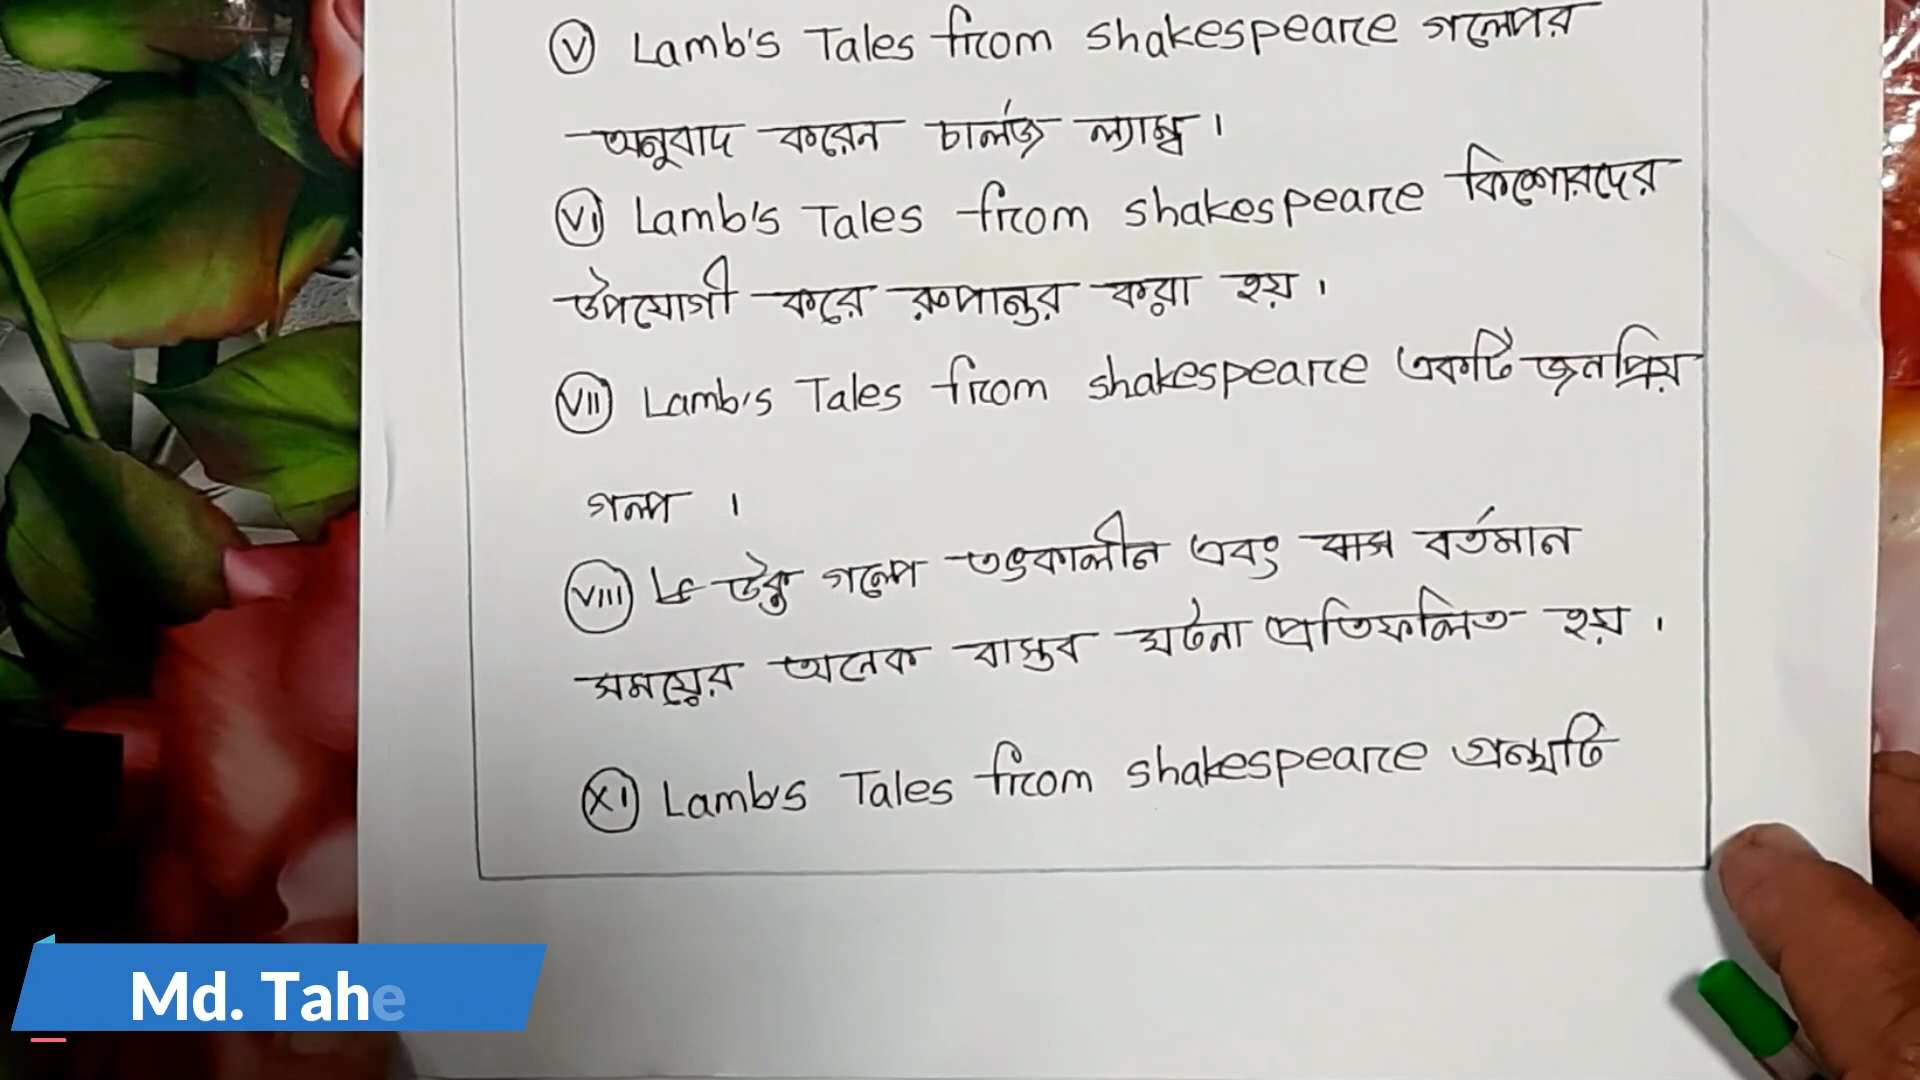 Ⓥ Lamb's Tales from shakespeare গল্পের
অনুবাদ করেন চার্লজ ল্যাম্ব।
ⓥⓘ Lamb's Tales from shakespeare কিশোরদের
উপযোগী করে রুপান্তর করা হয়।
ⓥⓘⓘ Lamb's Tales from shakespeare একটি জনপ্রিয়
গল্প ।
ⓥⓘⓘⓘ উক্ত গল্পে তৎকালীন এবং বর্তমান
সময়ের অনেক বাস্তব ঘটনা প্রতিফলিত হয়।
ⓧⓘ Lamb's Tales from shakespeare গ্রন্থটি
Md. Tahe